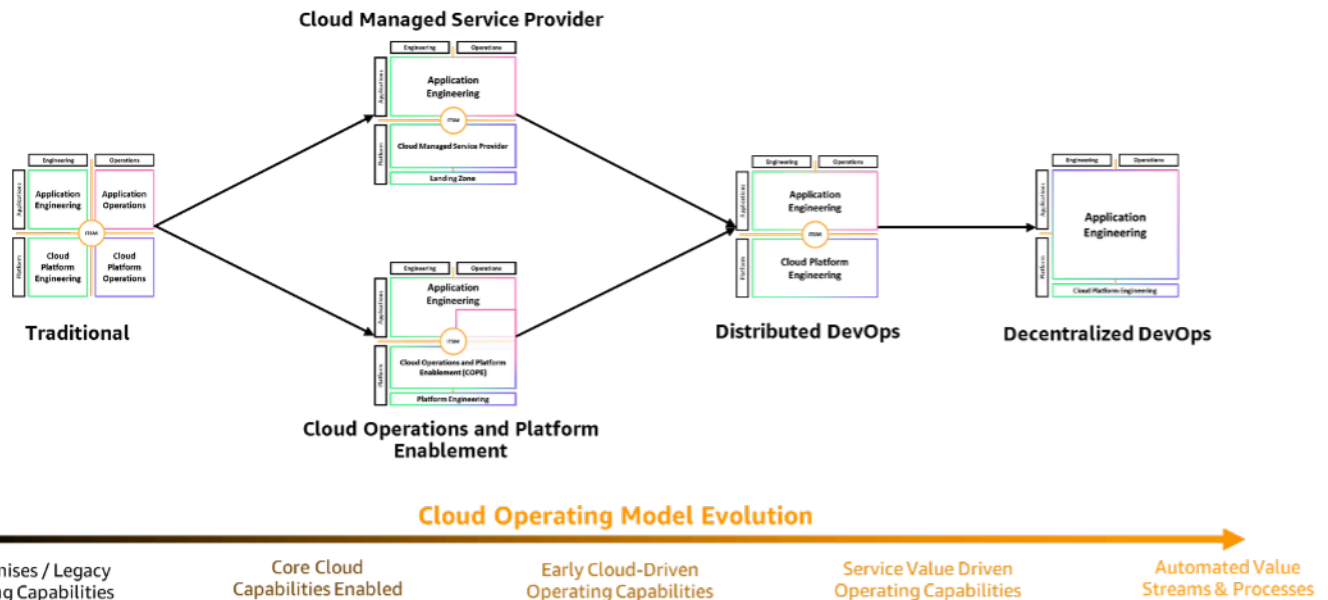 Cloud Managed Service Provider
Engineering
Operations
Applications
Application
Engineering
ITSM
Platform
Cloud Managed Service Provider
Landing Zone
Engineering
Operations
Applications
Application
Engineering
Application
Operations
ITSM
Platform
Cloud
Platform
Engineering
Cloud
Platform
Operations
Traditional
Engineering
Operations
Applications
Application
Engineering
ITSM
Platform
Cloud Operations and Platform
Enablement (COPE)
Platform Engineering
Cloud Operations and Platform
Enablement
Engineering
Operations
Applications
Application
Engineering
ITSM
Platform
Cloud Platform
Engineering
Distributed DevOps
Engineering
Operations
Applications
Application
Engineering
Platform
Cloud Platform Engineering
Decentralized DevOps
Cloud Operating Model Evolution
mises / Legacy
ng Capabilities
Core Cloud
Capabilities Enabled
Early Cloud-Driven
Operating Capabilities
Service Value Driven
Operating Capabilities
Automated Value
Streams & Processes